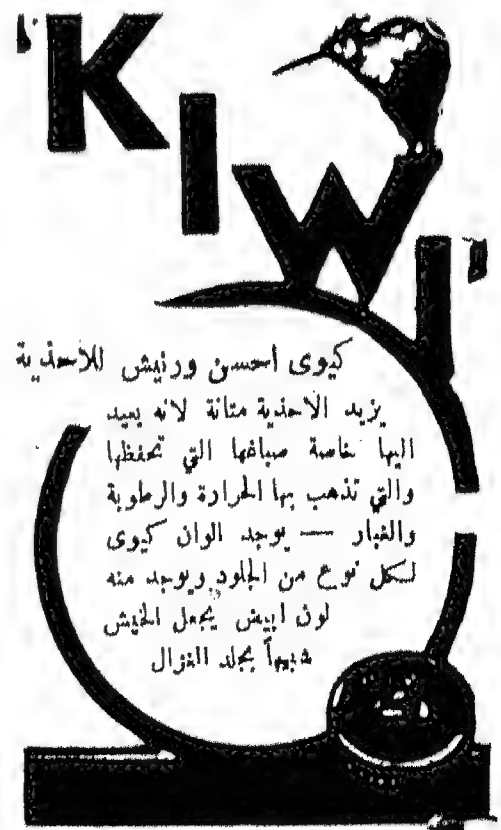 'KIWI'
كيوى احسن ورنيش للأحذية
يزيد الاحذية متانة لانه يعيد
اليها خاصة صباغها التي تحفظها
والتي تذهب بها الحرارة والرطوبة
والغبار — يوجد الوان كيوى
لكل نوع من الجلود ويوجد منه
لون ابيض يجعل الخيش
شبيهاً بجلد الغزال